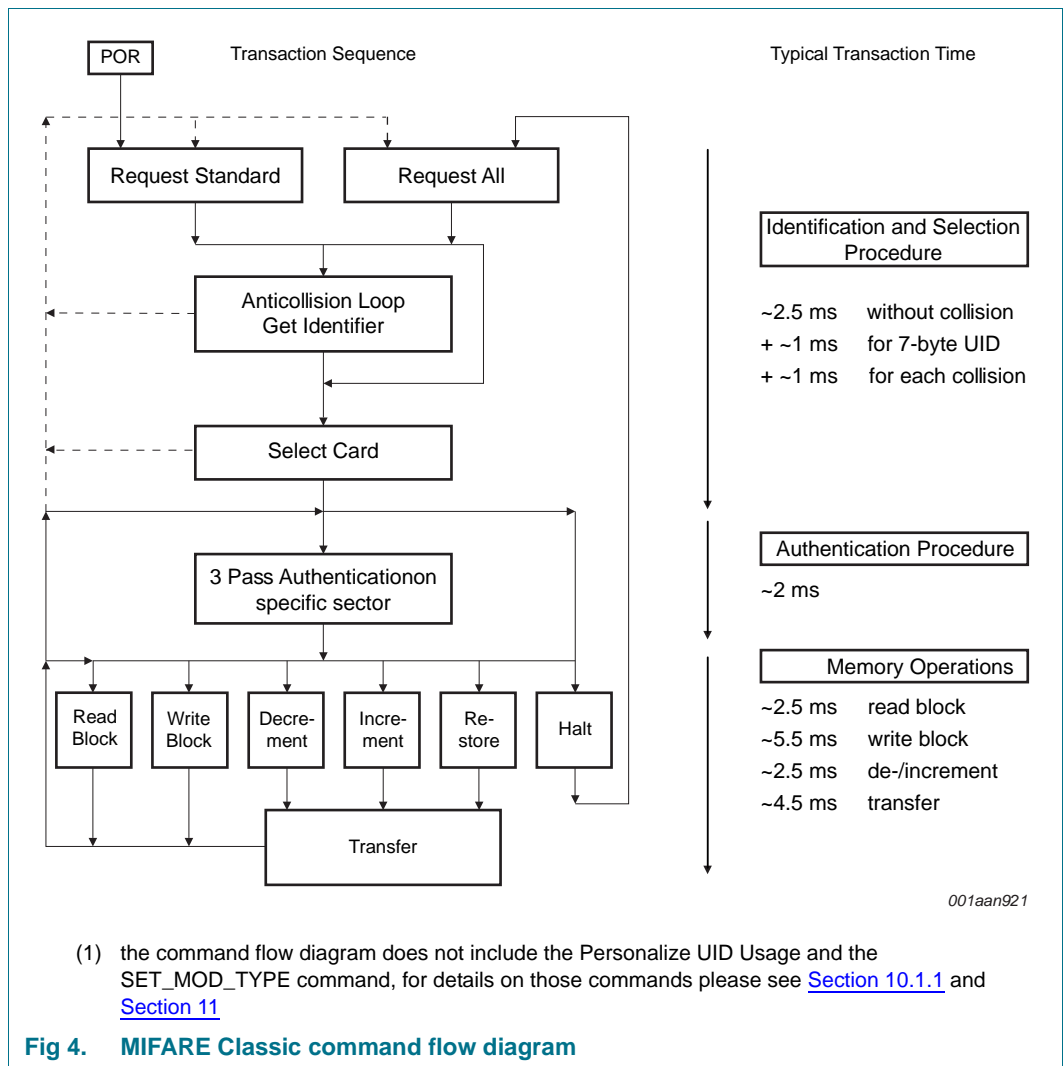 POR
Transaction Sequence
Typical Transaction Time
Request Standard
Request All
Identification and Selection
Procedure
Anticollision Loop
Get Identifier
~2.5 ms without collision
+ ~1 ms for 7-byte UID
+ ~1 ms for each collision
Select Card
Authentication Procedure
3 Pass Authenticationon
specific sector
~2 ms
Memory Operations
Read
Block
Write
Block
Decre-
ment
Incre-
ment
Re-
store
Halt
~2.5 ms read block
~5.5 ms write block
~2.5 ms de-/increment
~4.5 ms transfer
Transfer
001aan921
(1) the command flow diagram does not include the Personalize UID Usage and the
SET_MOD_TYPE command, for details on those commands please see Section 10.1.1 and
Section 11
Fig 4. MIFARE Classic command flow diagram